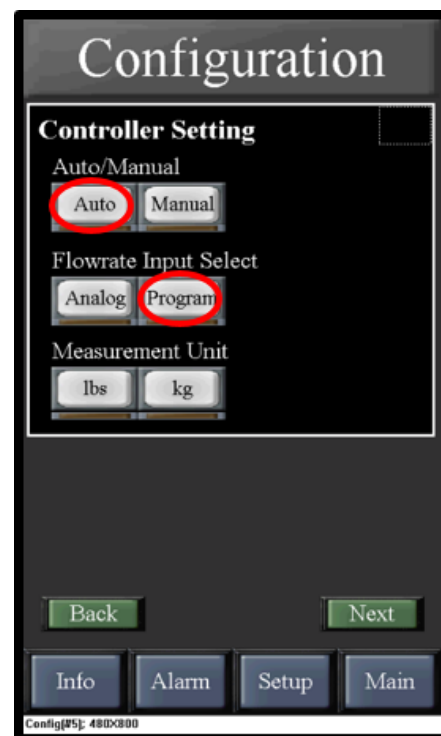 Configuration
Controller Setting
Auto/Manual
Auto Manual
Flowrate Input Select
Analog Program
Measurement Unit
lbs kg
Back Next
Info Alarm Setup Main
Config[#5]: 480X800